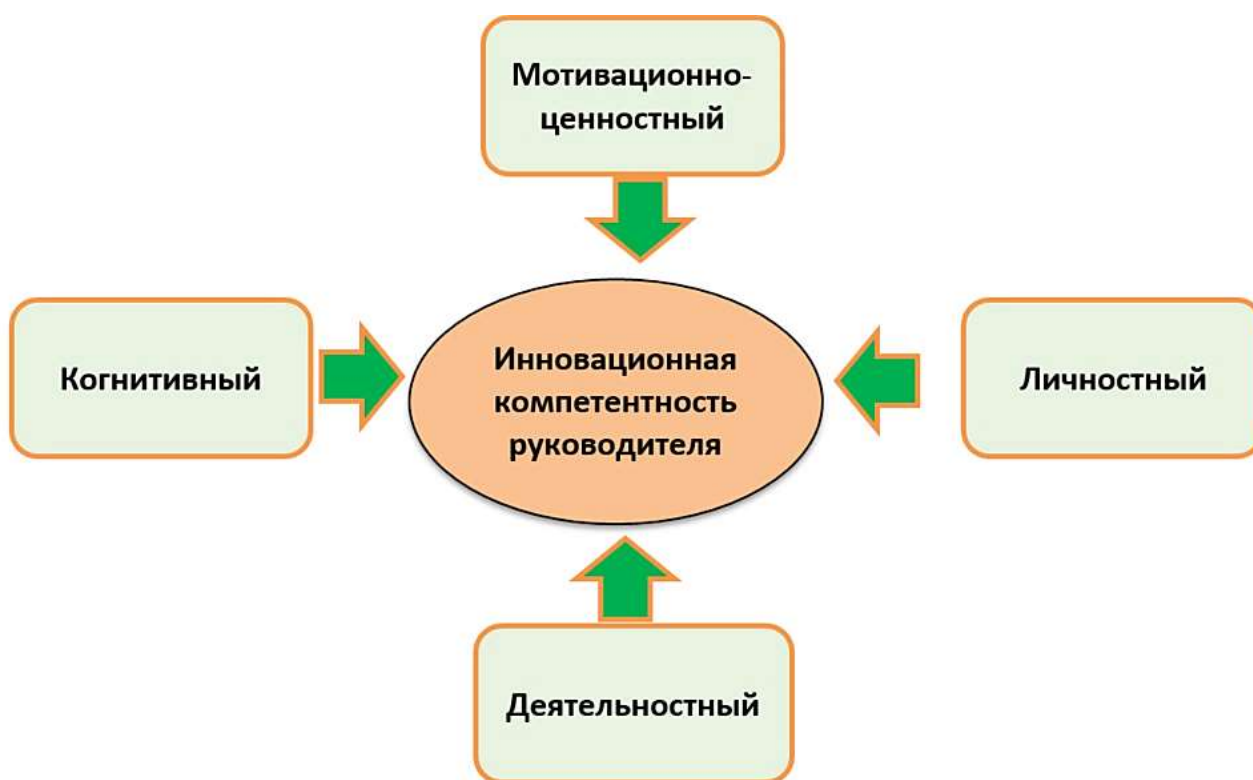 Мотивационно-
ценностный
Когнитивный
Инновационная
компетентность
руководителя
Личностный
Деятельностный